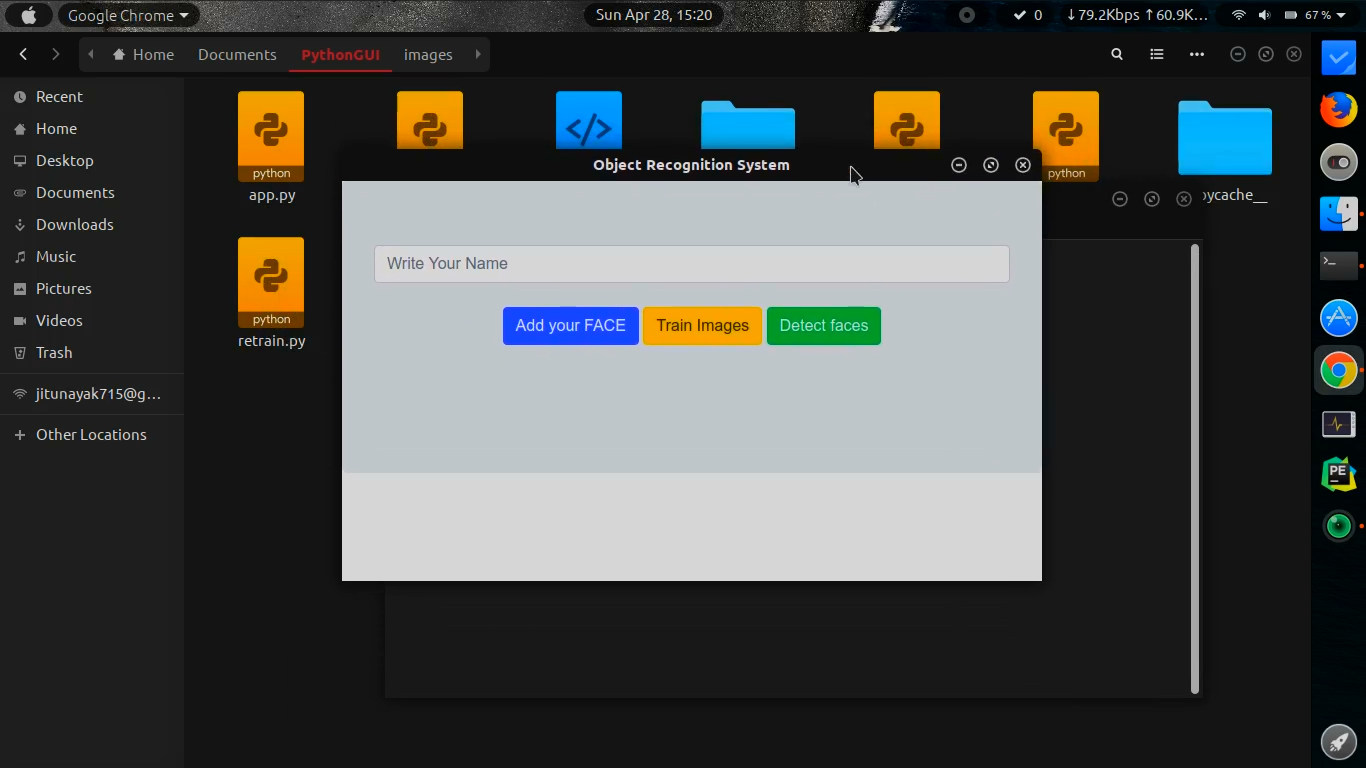 Google Chrome
Sun Apr 28, 15:20
0
↓79.2Kbps ↑60.9K...
67 %
Home
Documents
PythonGUI
images
Recent
Home
Desktop
Documents
Downloads
Music
Pictures
Videos
Trash
jitunayak715@g...
Other Locations
python
app.py
</>
python
ycache__
python
retrain.py
Object Recognition System
Write Your Name
Add your FACE
Train Images
Detect faces
PE